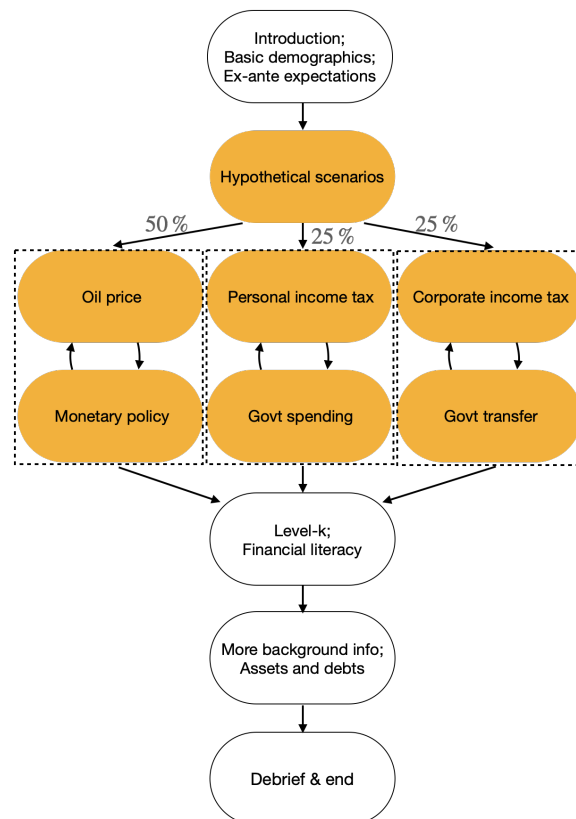 Introduction;
Basic demographics;
Ex-ante expectations
Hypothetical scenarios
50 %
25 %
25 %
Oil price
Personal income tax
Corporate income tax
Monetary policy
Govt spending
Govt transfer
Level-k;
Financial literacy
More background info;
Assets and debts
Debrief & end